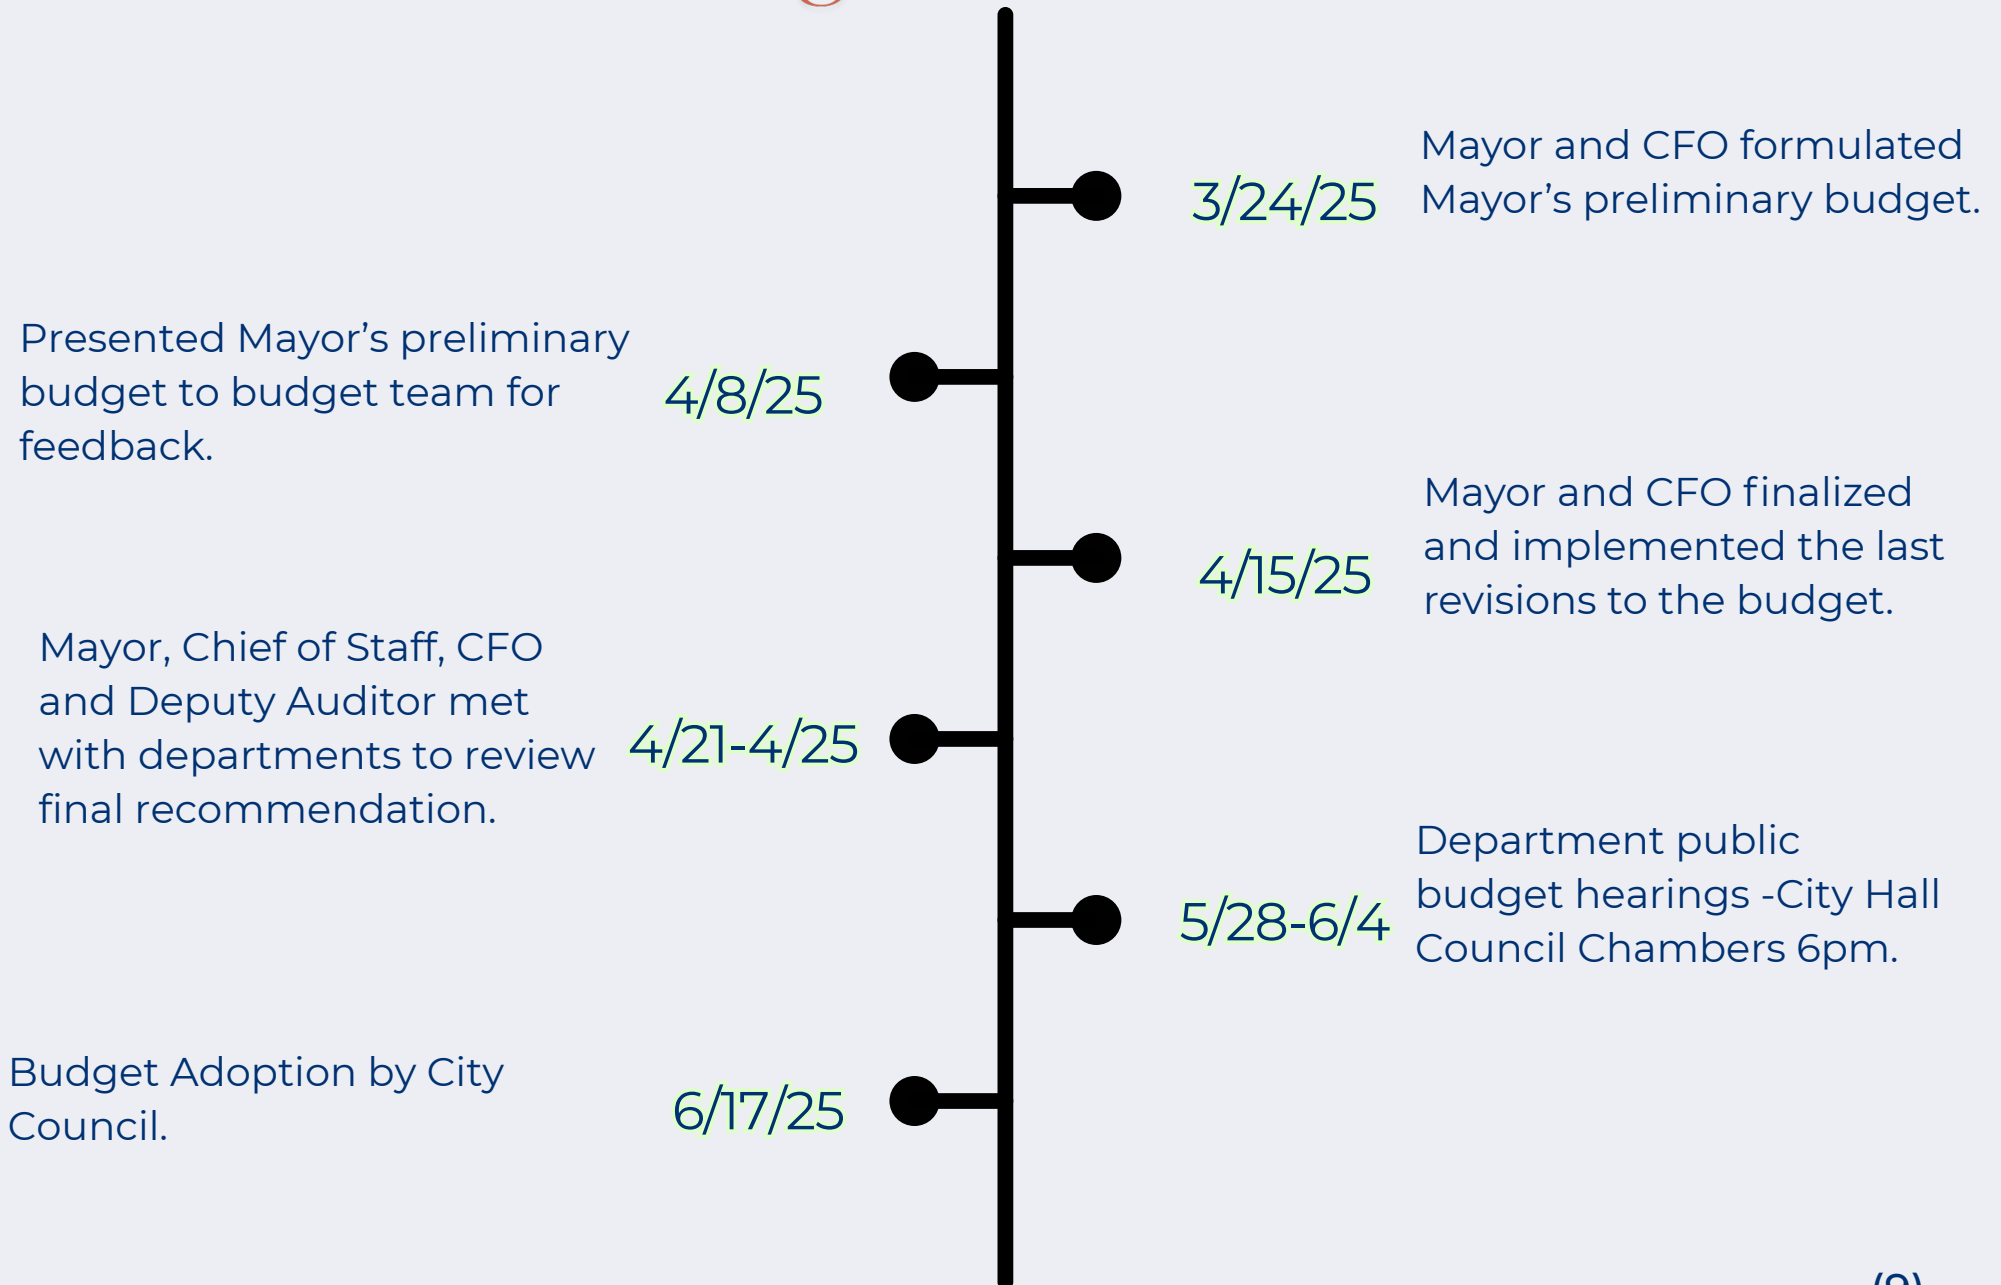 3/24/25
Mayor and CFO formulated
Mayor’s preliminary budget.
Presented Mayor’s preliminary
budget to budget team for
feedback.
4/8/25
4/15/25
Mayor and CFO finalized
and implemented the last
revisions to the budget.
Mayor, Chief of Staff, CFO
and Deputy Auditor met
with departments to review
final recommendation.
4/21-4/25
5/28-6/4
Department public
budget hearings -City Hall
Council Chambers 6pm.
Budget Adoption by City
Council.
6/17/25